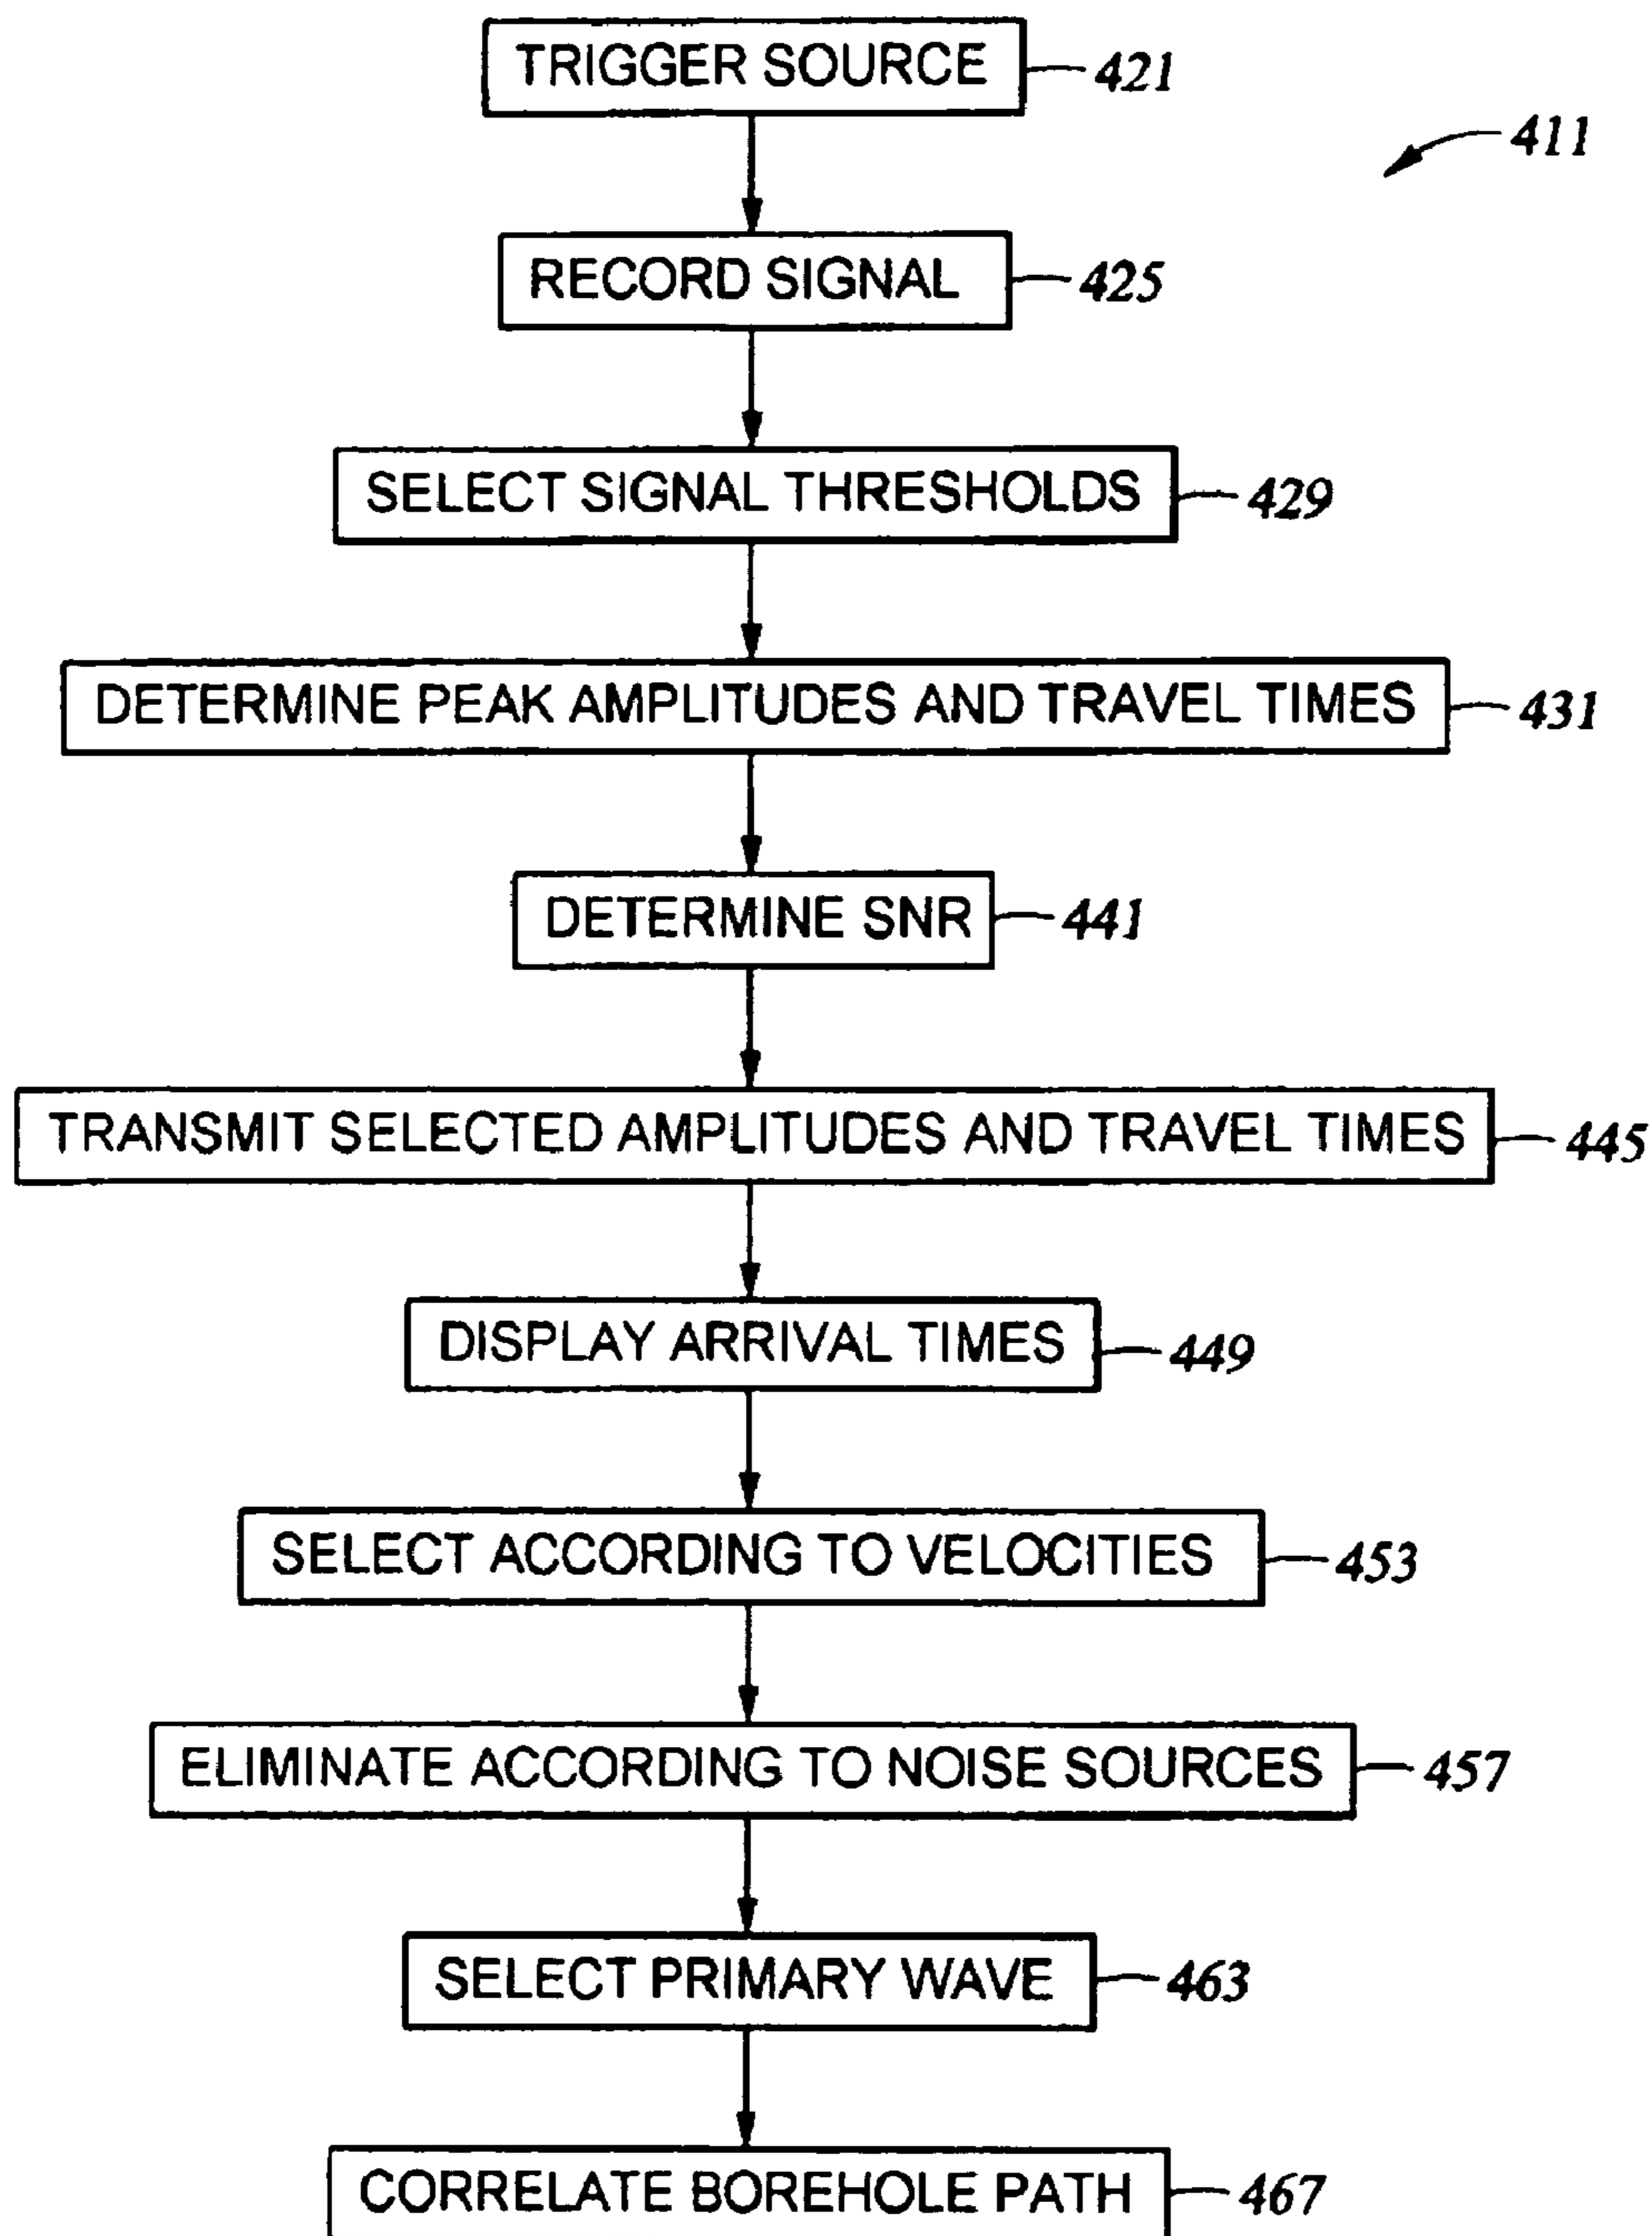 TRIGGER SOURCE 421
411
RECORD SIGNAL 425
SELECT SIGNAL THRESHOLDS 429
DETERMINE PEAK AMPLITUDES AND TRAVEL TIMES 431
DETERMINE SNR 441
TRANSMIT SELECTED AMPLITUDES AND TRAVEL TIMES 445
DISPLAY ARRIVAL TIMES 449
SELECT ACCORDING TO VELOCITIES 453
ELIMINATE ACCORDING TO NOISE SOURCES 457
SELECT PRIMARY WAVE 463
CORRELATE BOREHOLE PATH 467